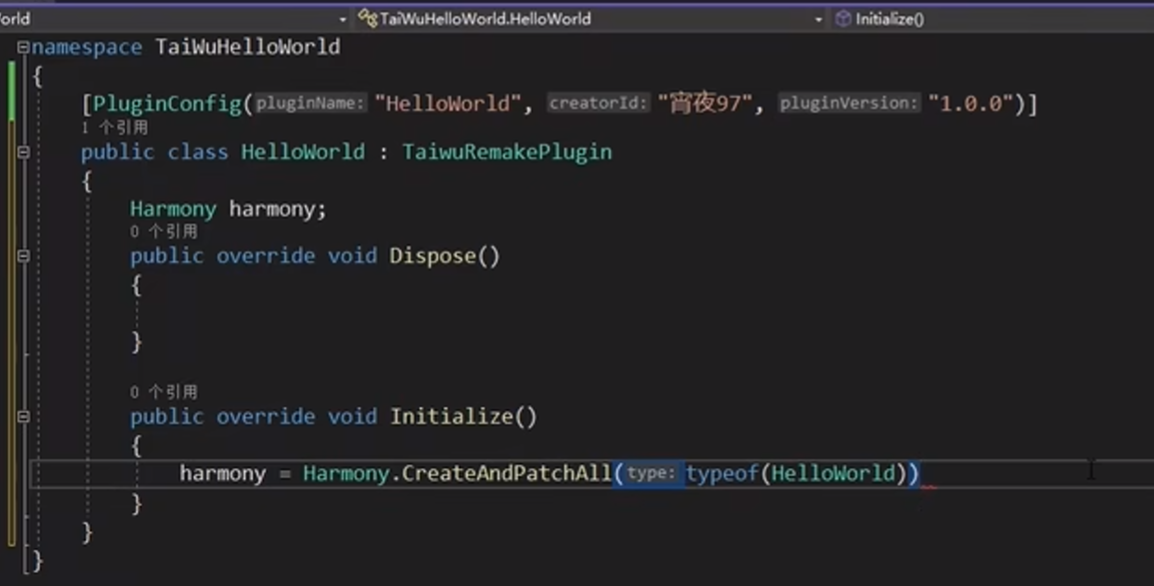 orld TaiWuHelloWorld.HelloWorld Initialize()
namespace TaiWuHelloWorld
{
[PluginConfig(pluginName: "HelloWorld", creatorId: "宵夜97", pluginVersion: "1.0.0")]
1 个引用
public class HelloWorld : TaiwuRemakePlugin
{
Harmony harmony;
0 个引用
public override void Dispose()
{
}
0 个引用
public override void Initialize()
{
harmony = Harmony.CreateAndPatchAll(type: typeof(HelloWorld))
}
}
}